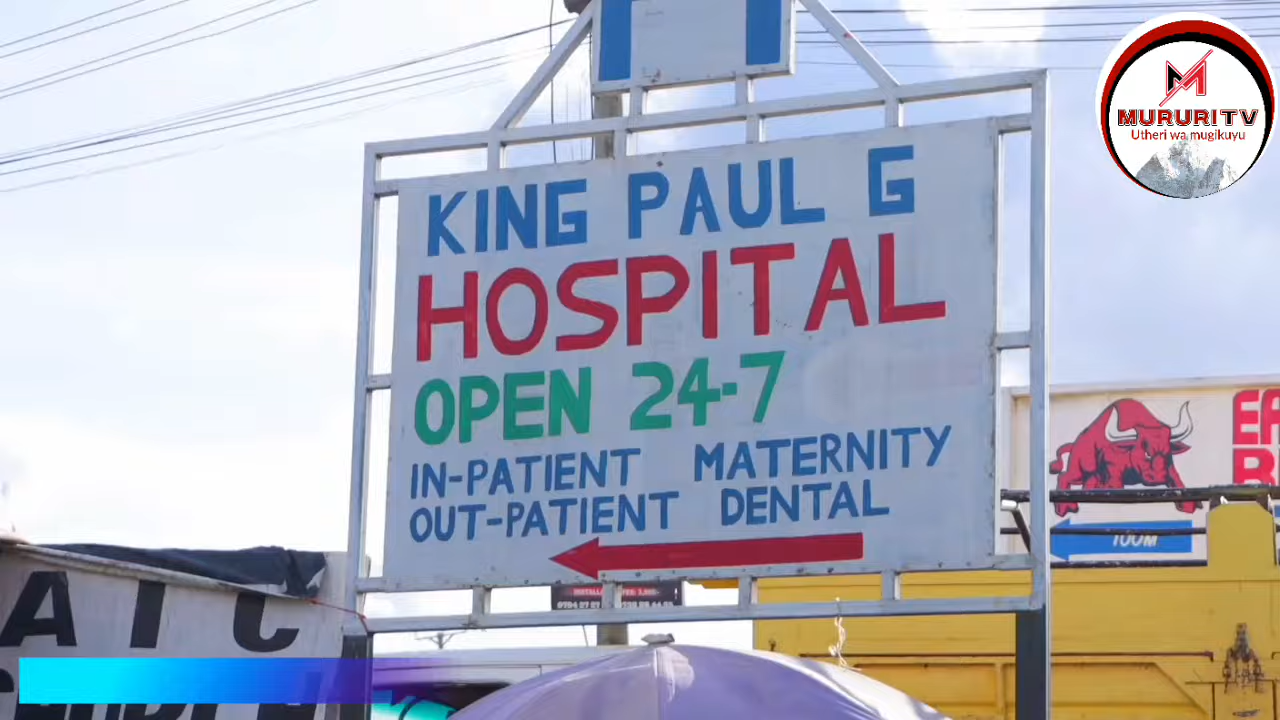 MURURI TV
Utheri wa mugikuyu
KING PAUL G
HOSPITAL
OPEN 24-7
IN-PATIENT MATERNITY
OUT-PATIENT DENTAL
100M